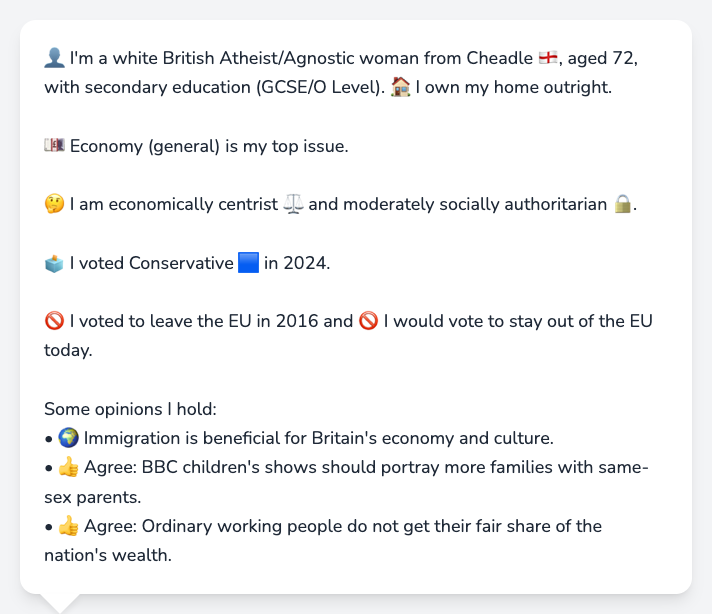 👤 I'm a white British Atheist/Agnostic woman from Cheadle 🏴󠁧󠁢󠁥󠁮󠁧󠁿, aged 72,
with secondary education (GCSE/O Level). 🏠 I own my home outright.
💷 Economy (general) is my top issue.
🤔 I am economically centrist ⚖️ and moderately socially authoritarian 🔒.
🗳️ I voted Conservative 🟦 in 2024.
🚫 I voted to leave the EU in 2016 and 🚫 I would vote to stay out of the EU
today.
Some opinions I hold:
• 🌍 Immigration is beneficial for Britain's economy and culture.
• 👍 Agree: BBC children's shows should portray more families with same-
sex parents.
• 👍 Agree: Ordinary working people do not get their fair share of the
nation's wealth.